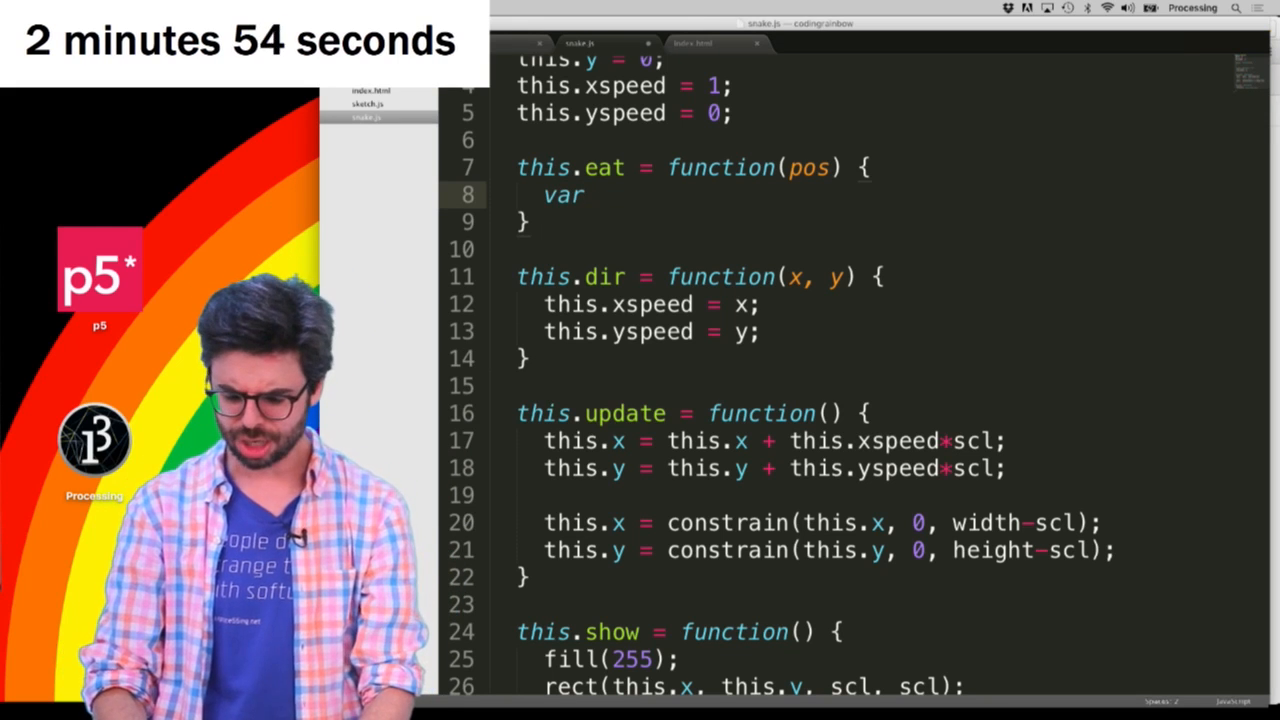 2 minutes 54 seconds
Processing
snake.js — codingrainbow
snake.js
index.html
index.html
sketch.js
snake.js
this.y = 0;
4 this.xspeed = 1;
5 this.yspeed = 0;
6
7 this.eat = function(pos) {
8 var
9 }
10
11 this.dir = function(x, y) {
12 this.xspeed = x;
13 this.yspeed = y;
14 }
15
16 this.update = function() {
17 this.x = this.x + this.xspeed*scl;
18 this.y = this.y + this.yspeed*scl;
19
20 this.x = constrain(this.x, 0, width-scl);
21 this.y = constrain(this.y, 0, height-scl);
22 }
23
24 this.show = function() {
25 fill(255);
26 rect(this.x, this.y, scl, scl);
p5*
p5
Processing
Spaces: 2
JavaScript